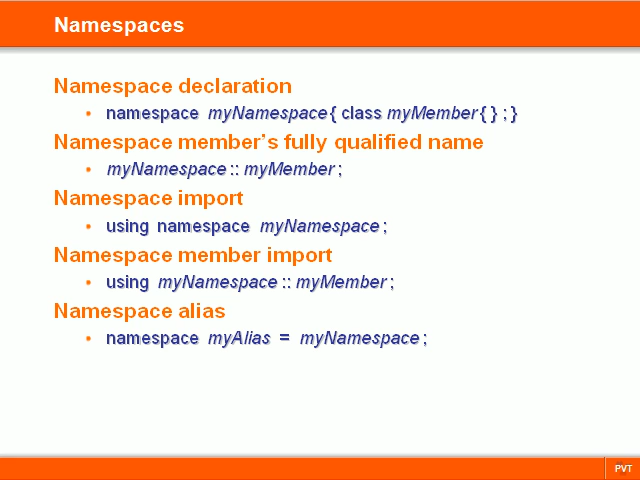 Namespaces
Namespace declaration
• namespace myNamespace { class myMember { } ; }
Namespace member's fully qualified name
• myNamespace :: myMember ;
Namespace import
• using namespace myNamespace ;
Namespace member import
• using myNamespace :: myMember ;
Namespace alias
• namespace myAlias = myNamespace ;
PVT